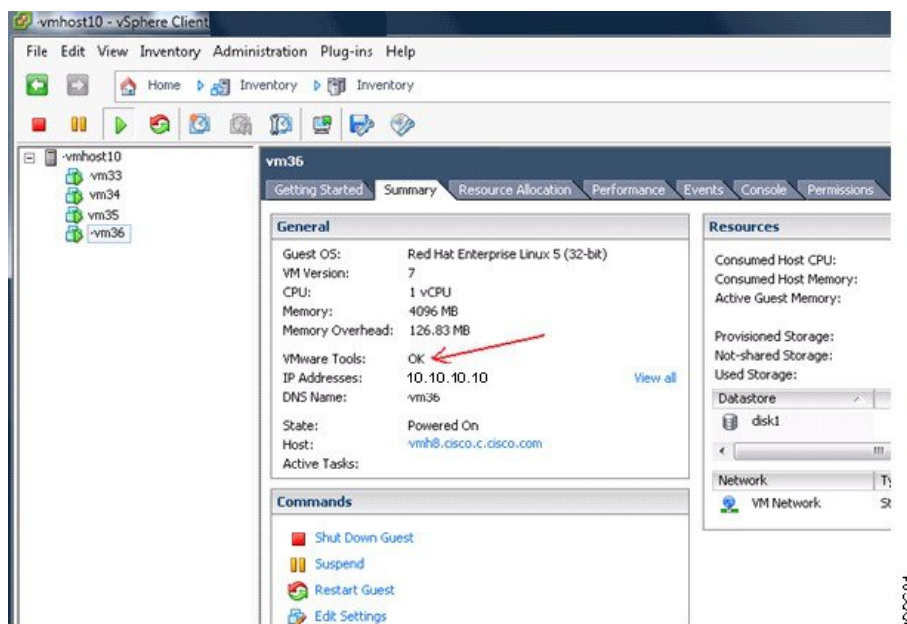 -vmhost10 - vSphere Client
File Edit View Inventory Administration Plug-ins Help
Home Inventory Inventory
-vmhost10
vm33
vm34
vm35
-vm36
vm36
Getting Started Summary Resource Allocation Performance Events Console Permissions
General
Guest OS: Red Hat Enterprise Linux 5 (32-bit)
VM Version: 7
CPU: 1 vCPU
Memory: 4096 MB
Memory Overhead: 126.83 MB
VMware Tools: OK
IP Addresses: 10.10.10.10 View all
DNS Name: -vm36
State: Powered On
Host: vmh8.cisco.c.cisco.com
Active Tasks:
Commands
Shut Down Guest
Suspend
Restart Guest
Edit Settings
Resources
Consumed Host CPU:
Consumed Host Memory:
Active Guest Memory:
Provisioned Storage:
Not-shared Storage:
Used Storage:
Datastore
disk1
Network
VM Network